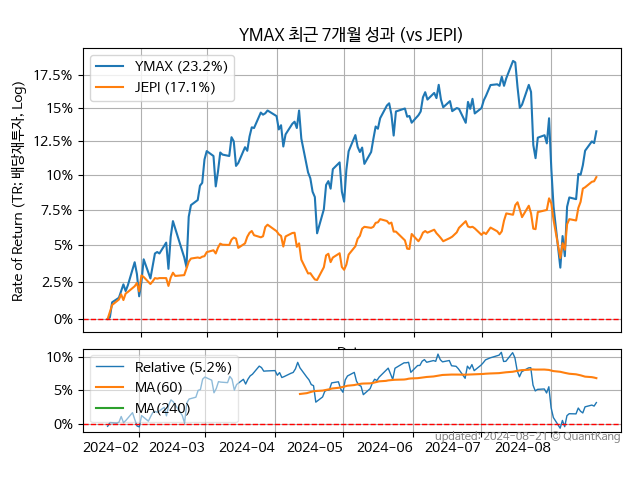 YMAX 최근 7개월 성과 (vs JEPI)
Rate of Return (TR: 배당재투자, Log)
17.5%
15%
12.5%
10%
7.5%
5%
2.5%
0%
YMAX (23.2%)
JEPI (17.1%)
10%
5%
0%
Relative (5.2%)
MA(60)
MA(240)
2024-02
2024-03
2024-04
2024-05
2024-06
2024-07
2024-08
updated: 2024-08-21 © QuantKang